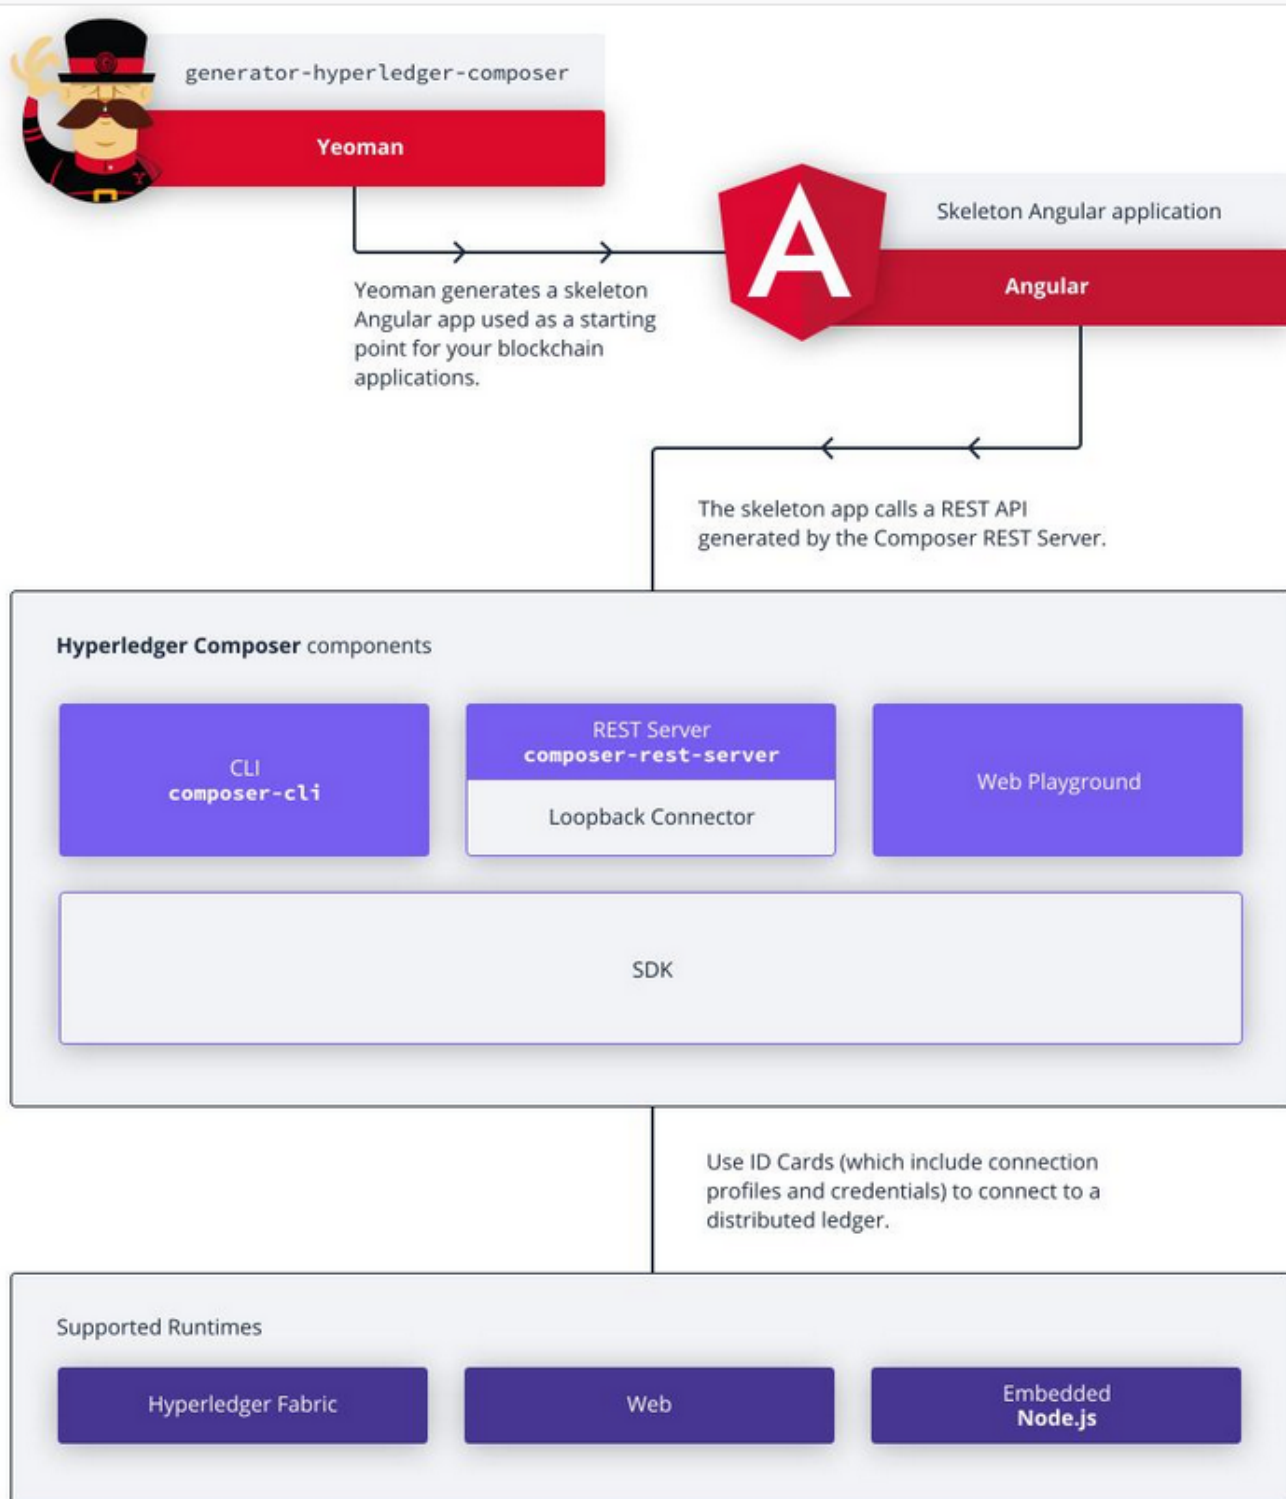 generator-hyperledger-composer
Yeoman
Skeleton Angular application
A
Angular
Yeoman generates a skeleton
Angular app used as a starting
point for your blockchain
applications.
The skeleton app calls a REST API
generated by the Composer REST Server.
Hyperledger Composer components
CLI
composer-cli
REST Server
composer-rest-server
Loopback Connector
Web Playground
SDK
Use ID Cards (which include connection
profiles and credentials) to connect to a
distributed ledger.
Supported Runtimes
Hyperledger Fabric
Web
Embedded
Node.js